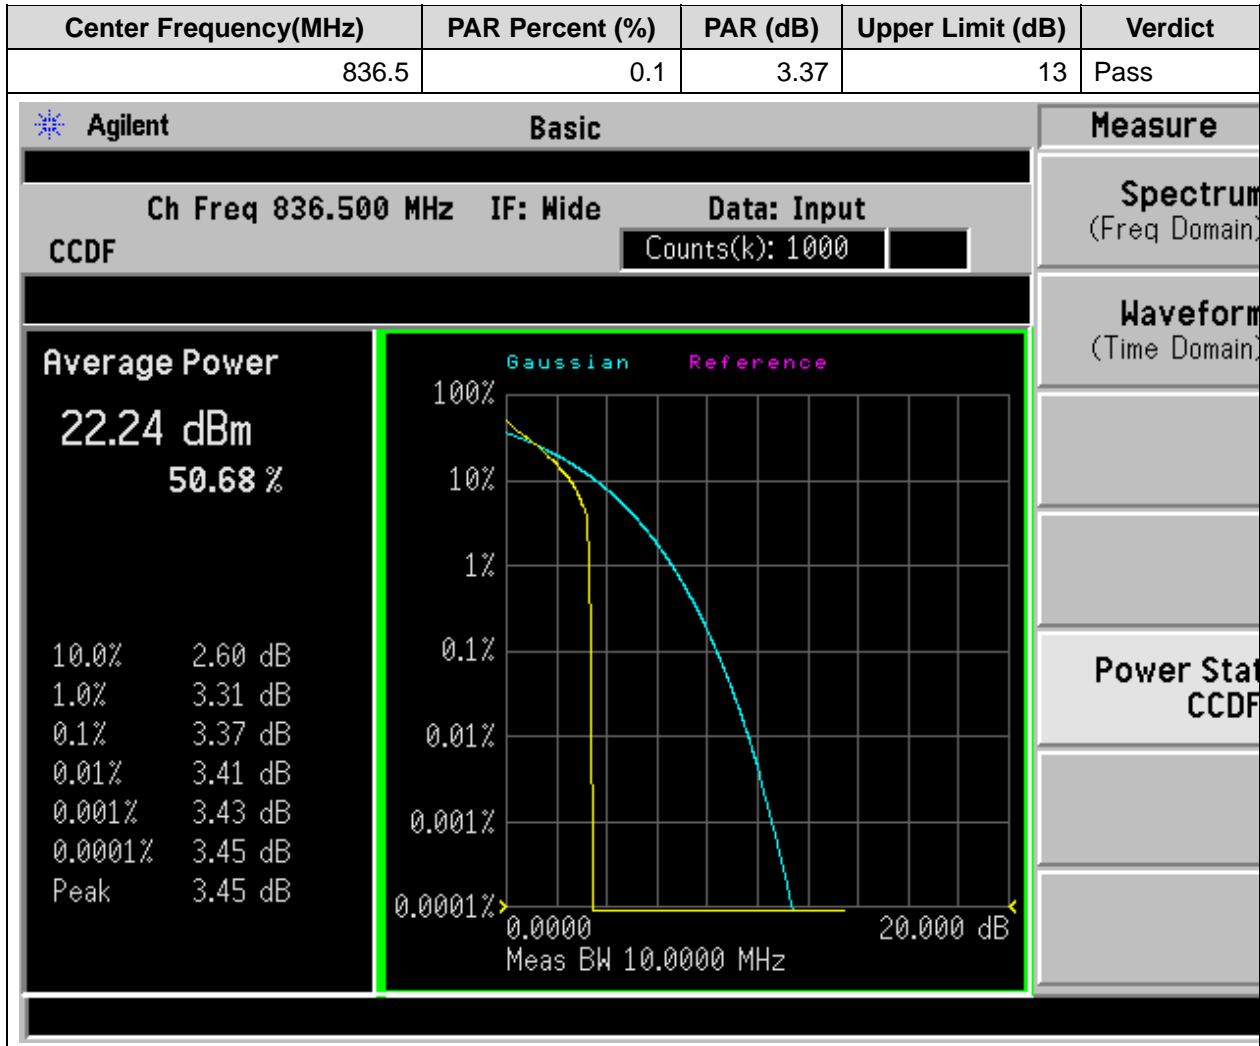 Center Frequency(MHz) PAR Percent (%) PAR (dB) Upper Limit (dB) Verdict
836.5 0.1 3.37 13 Pass
Agilent Basic Measure
Ch Freq 836.500 MHz IF: Wide Data: Input
CCDF Counts(k): 1000
Spectrum
(Freq Domain)
Waveform
(Time Domain)
Power Stat
CCDF
Average Power
22.24 dBm
50.68 %
10.0% 2.60 dB
1.0% 3.31 dB
0.1% 3.37 dB
0.01% 3.41 dB
0.001% 3.43 dB
0.0001% 3.45 dB
Peak 3.45 dB
Gaussian Reference
100%
10%
1%
0.1%
0.01%
0.001%
0.0001%
0.0000 20.000 dB
Meas BW 10.0000 MHz